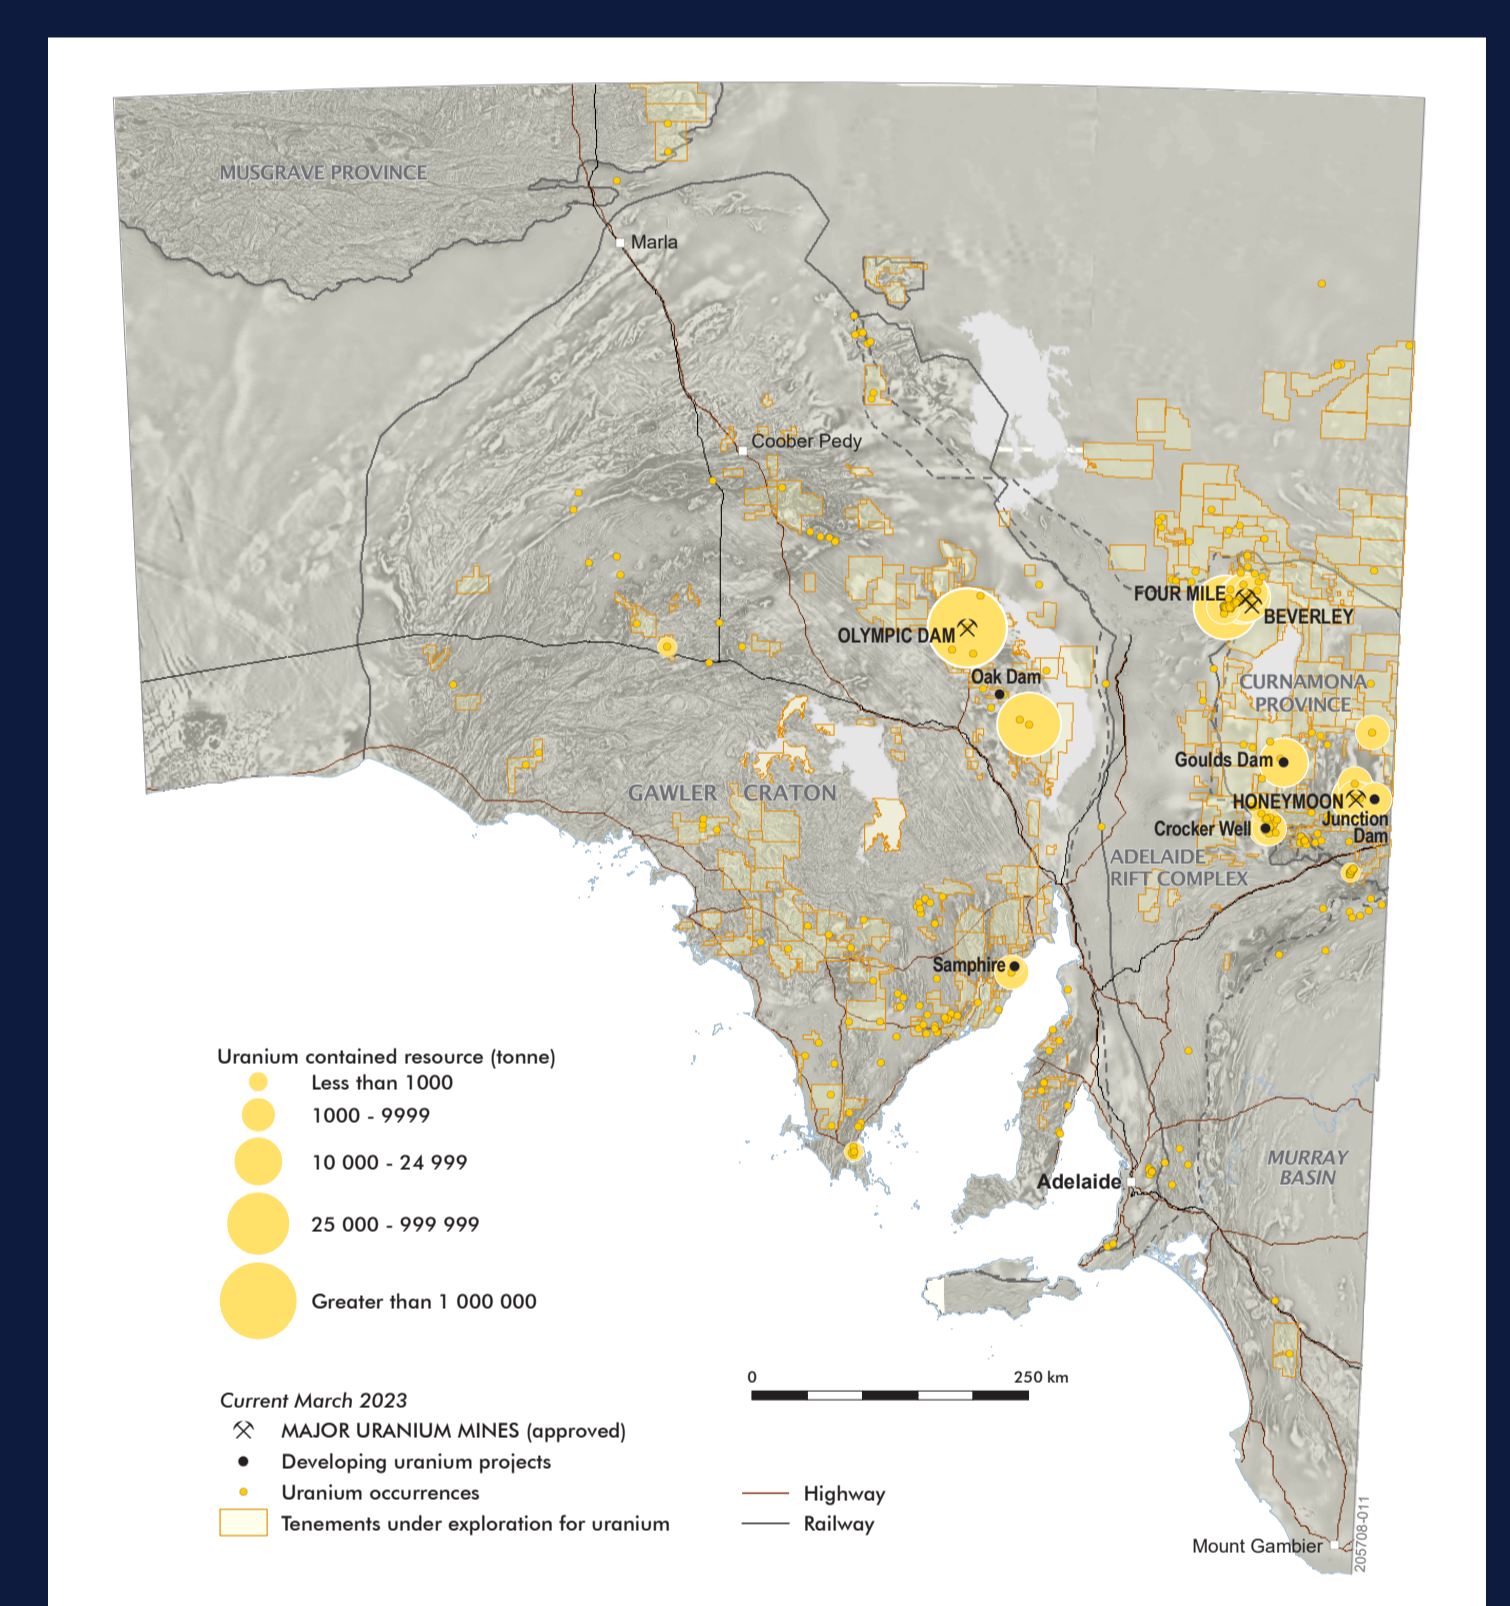 MUSGRAVE PROVINCE
Marla
Coober Pedy
FOUR MILE
BEVERLEY
OLYMPIC DAM
Oak Dam
CURNAMONA
PROVINCE
Goulds Dam
HONEYMOON
Junction
Dam
Crocker Well
GAWLER CRATON
ADELAIDE
RIFT COMPLEX
Samphire
Uranium contained resource (tonne)
Less than 1000
1000 - 9999
10 000 - 24 999
25 000 - 999 999
Greater than 1 000 000
MURRAY
BASIN
Adelaide
0 250 km
Current March 2023
MAJOR URANIUM MINES (approved)
Developing uranium projects
Uranium occurrences
Tenements under exploration for uranium
Highway
Railway
Mount Gambier
205708-011